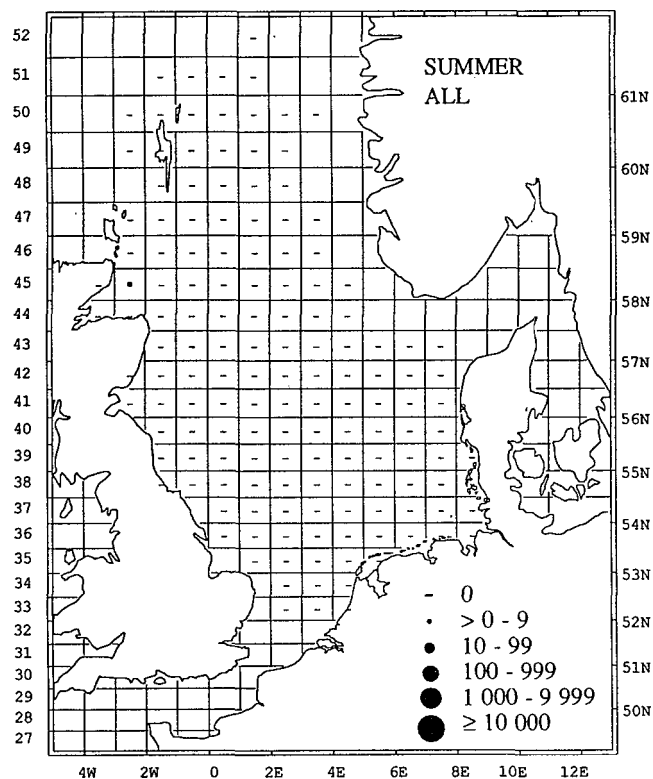 52
51
50
49
48
47
46
45
44
43
42
41
40
39
38
37
36
35
34
33
32
31
30
29
28
27
SUMMER
ALL
61N
60N
59N
58N
57N
56N
55N
54N
53N
52N
51N
50N
- 0
• > 0 - 9
● 10 - 99
● 100 - 999
● 1 000 - 9 999
● ≥ 10 000
4W 2W 0 2E 4E 6E 8E 10E 12E